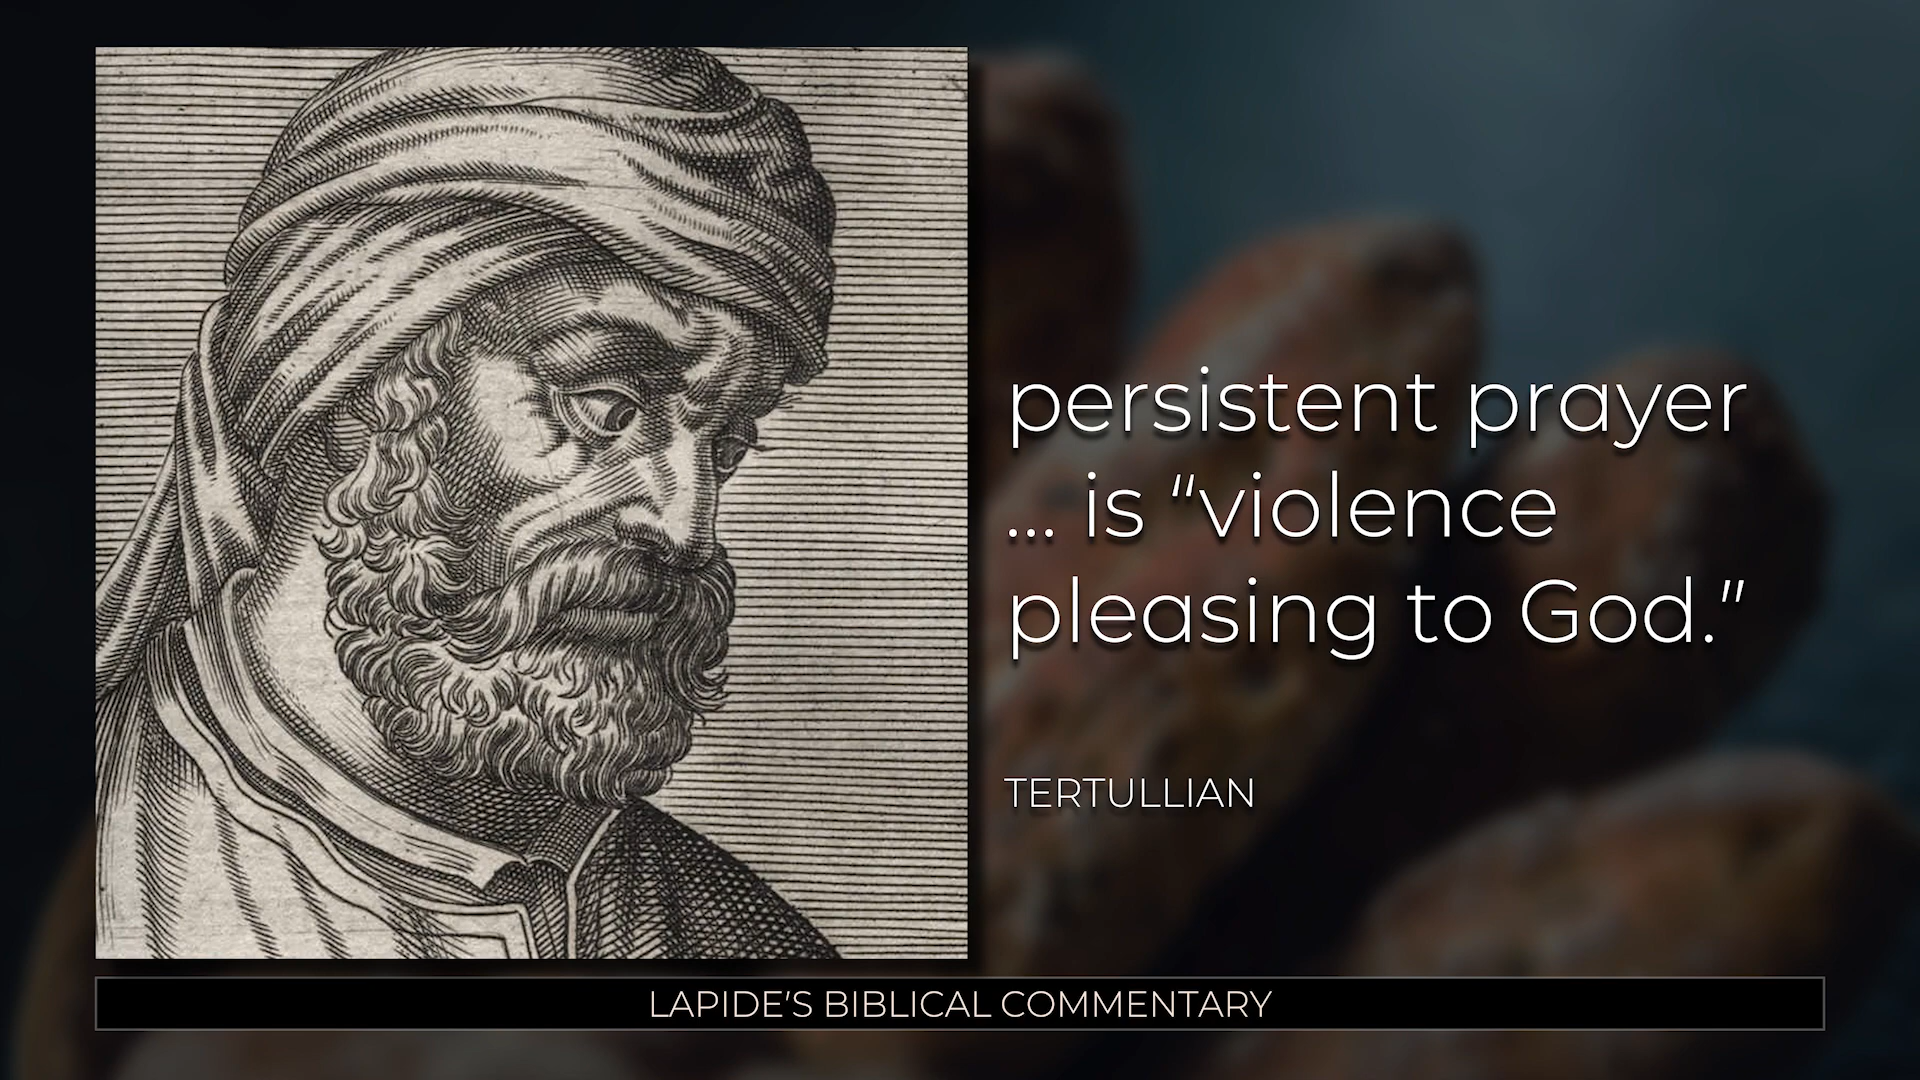 persistent prayer
... is “violence
pleasing to God.”
TERTULLIAN
LAPIDE'S BIBLICAL COMMENTARY